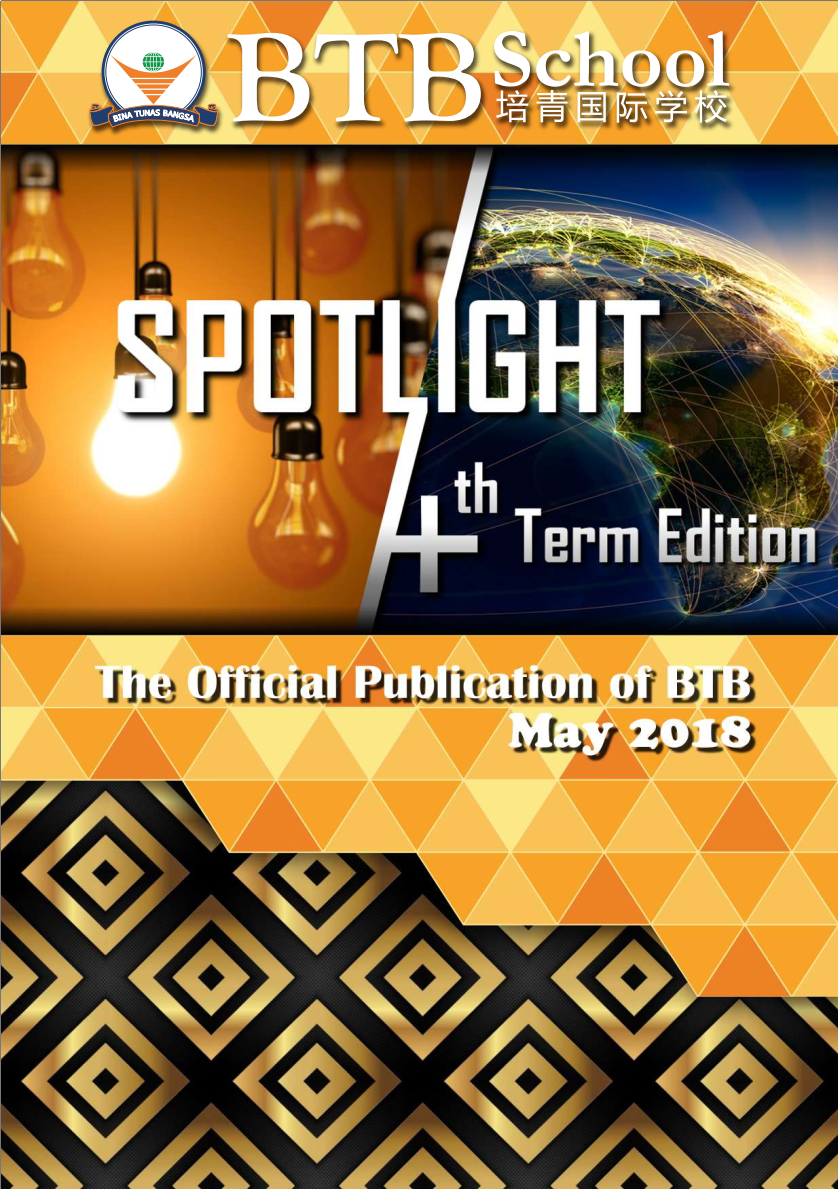 BINA TUNAS BANGSA
BTB School
培青国际学校
SPOTLIGHT
4th Term Edition
The Official Publication of BTB
May 2018